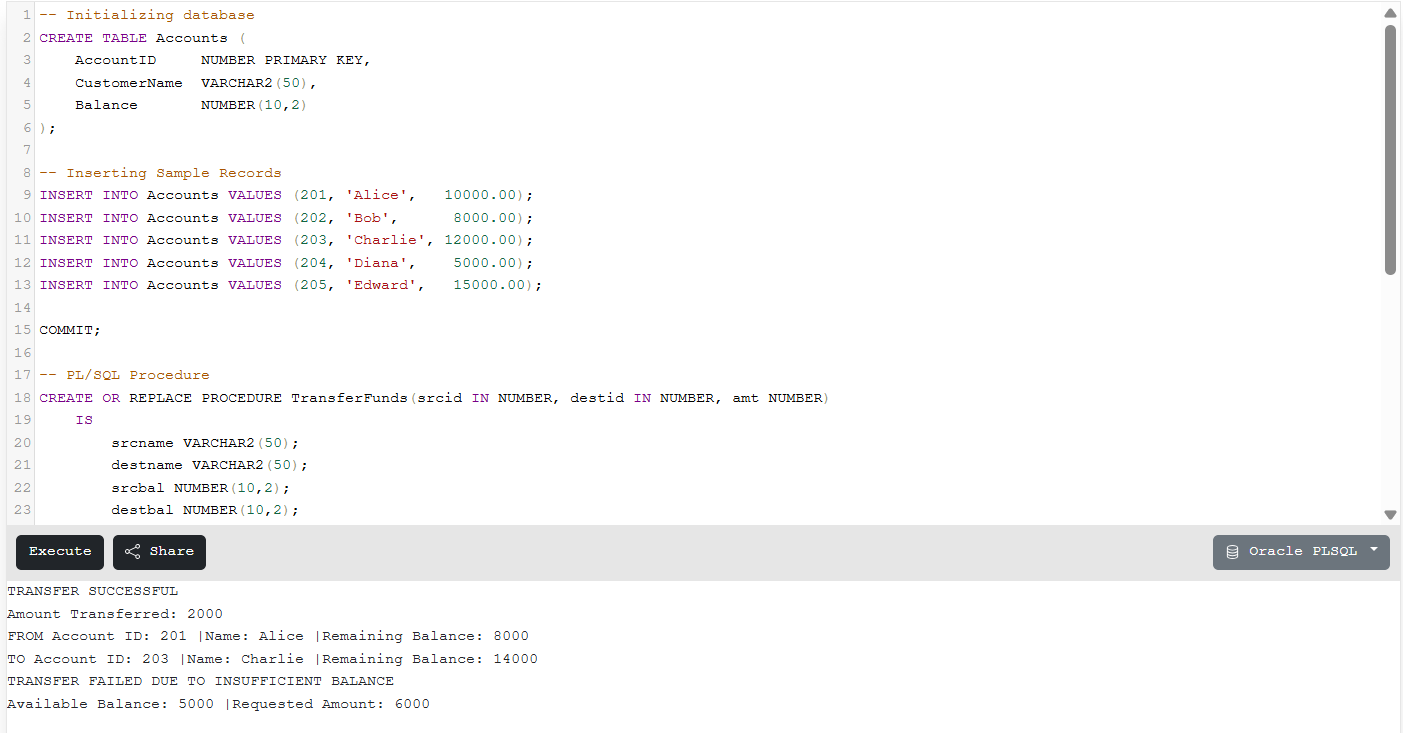 1 -- Initializing database
2 CREATE TABLE Accounts (
3     AccountID     NUMBER PRIMARY KEY,
4     CustomerName  VARCHAR2(50),
5     Balance       NUMBER(10,2)
6 );
7
8 -- Inserting Sample Records
9 INSERT INTO Accounts VALUES (201, 'Alice',   10000.00);
10 INSERT INTO Accounts VALUES (202, 'Bob',      8000.00);
11 INSERT INTO Accounts VALUES (203, 'Charlie', 12000.00);
12 INSERT INTO Accounts VALUES (204, 'Diana',    5000.00);
13 INSERT INTO Accounts VALUES (205, 'Edward',   15000.00);
14
15 COMMIT;
16
17 -- PL/SQL Procedure
18 CREATE OR REPLACE PROCEDURE TransferFunds(srcid IN NUMBER, destid IN NUMBER, amt NUMBER)
19     IS
20         srcname VARCHAR2(50);
21         destname VARCHAR2(50);
22         srcbal NUMBER(10,2);
23         destbal NUMBER(10,2);
Execute Share Oracle PLSQL
TRANSFER SUCCESSFUL
Amount Transferred: 2000
FROM Account ID: 201 |Name: Alice |Remaining Balance: 8000
TO Account ID: 203 |Name: Charlie |Remaining Balance: 14000
TRANSFER FAILED DUE TO INSUFFICIENT BALANCE
Available Balance: 5000 |Requested Amount: 6000